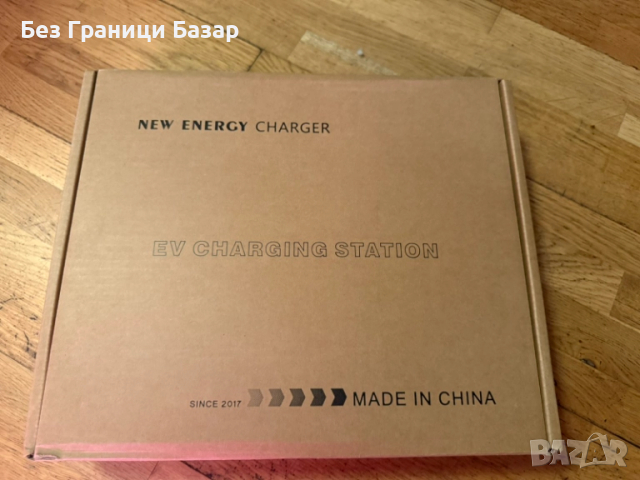 Без Граници Базар
NEW ENERGY CHARGER
EV CHARGING STATION
SINCE 2017 MADE IN CHINA
BAZAR